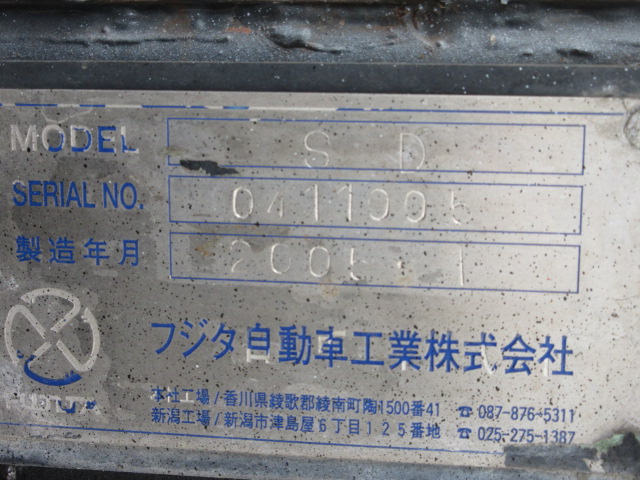 MODEL S D
SERIAL NO. 0411005
製造年月 2005 1
フジタ自動車工業株式会社
本社工場/香川県綾歌郡綾南町陶1500番41 ☎087-876-5311
新潟工場/新潟市津島屋6丁目125番地 ☎025-275-1387